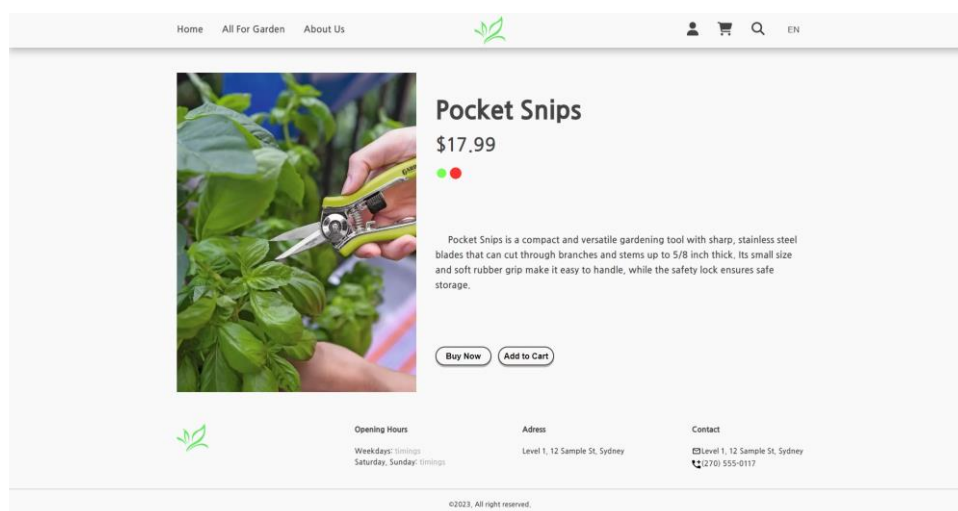 Home All For Garden About Us EN
Pocket Snips
$17.99
Pocket Snips is a compact and versatile gardening tool with sharp, stainless steel
blades that can cut through branches and stems up to 5/8 inch thick. Its small size
and soft rubber grip make it easy to handle, while the safety lock ensures safe
storage.
Buy Now Add to Cart
Opening Hours
Weekdays: timings
Saturday, Sunday: timings
Adress
Level 1, 12 Sample St, Sydney
Contact
Level 1, 12 Sample St, Sydney
(270) 555-0117
©2023, All right reserved.